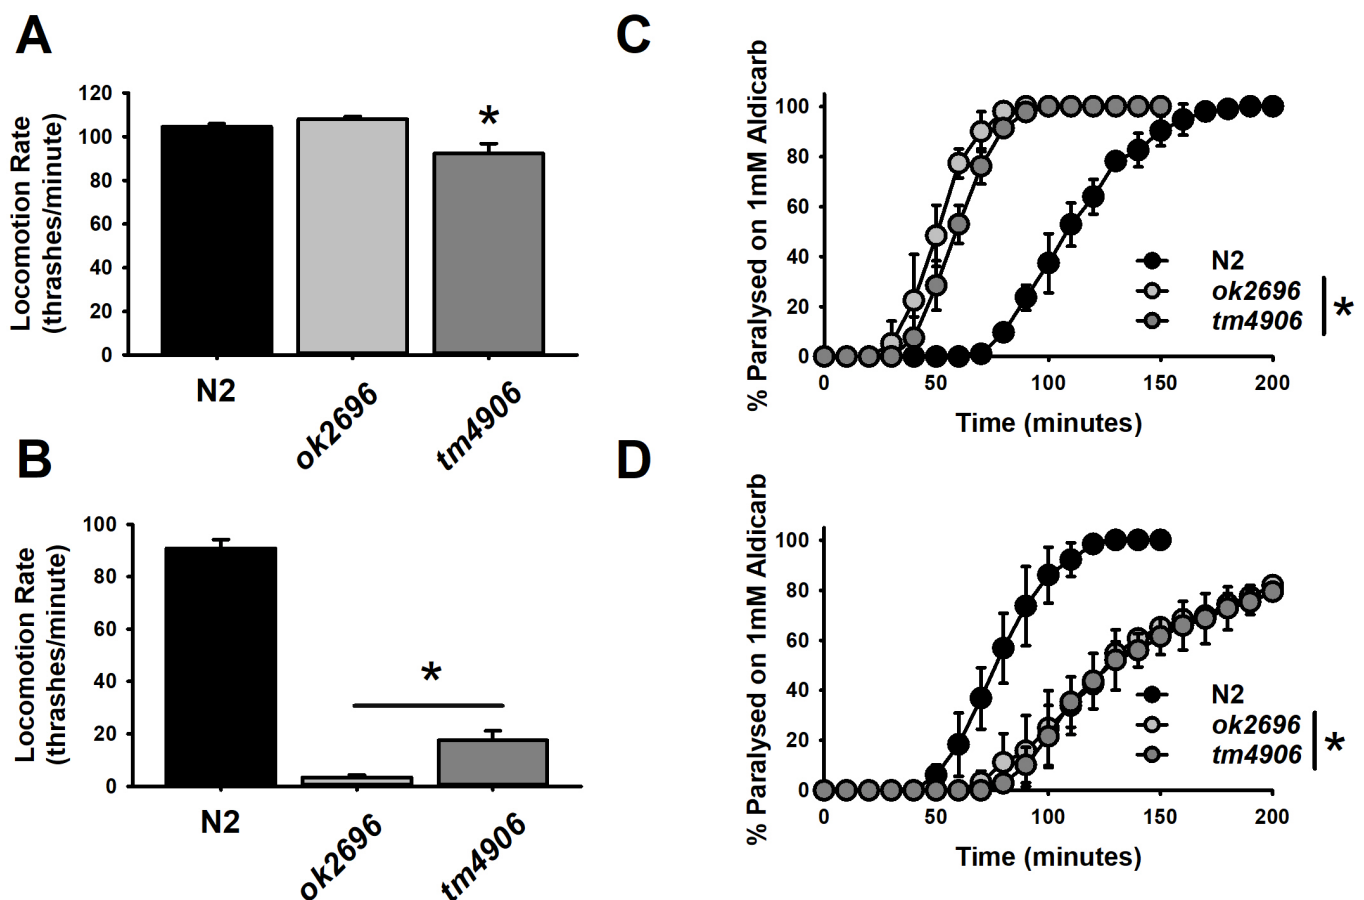 A
Locomotion Rate
(thrashes/minute)
120
100
80
60
40
20
0
*
N2
ok2696
tm4906
B
Locomotion Rate
(thrashes/minute)
100
80
60
40
20
0
*
N2
ok2696
tm4906
C
% Paralysed on 1mM Aldicarb
100
80
60
40
20
0
N2
ok2696
tm4906
*
0 50 100 150 200
Time (minutes)
D
% Paralysed on 1mM Aldicarb
100
80
60
40
20
0
N2
ok2696
tm4906
*
0 50 100 150 200
Time (minutes)